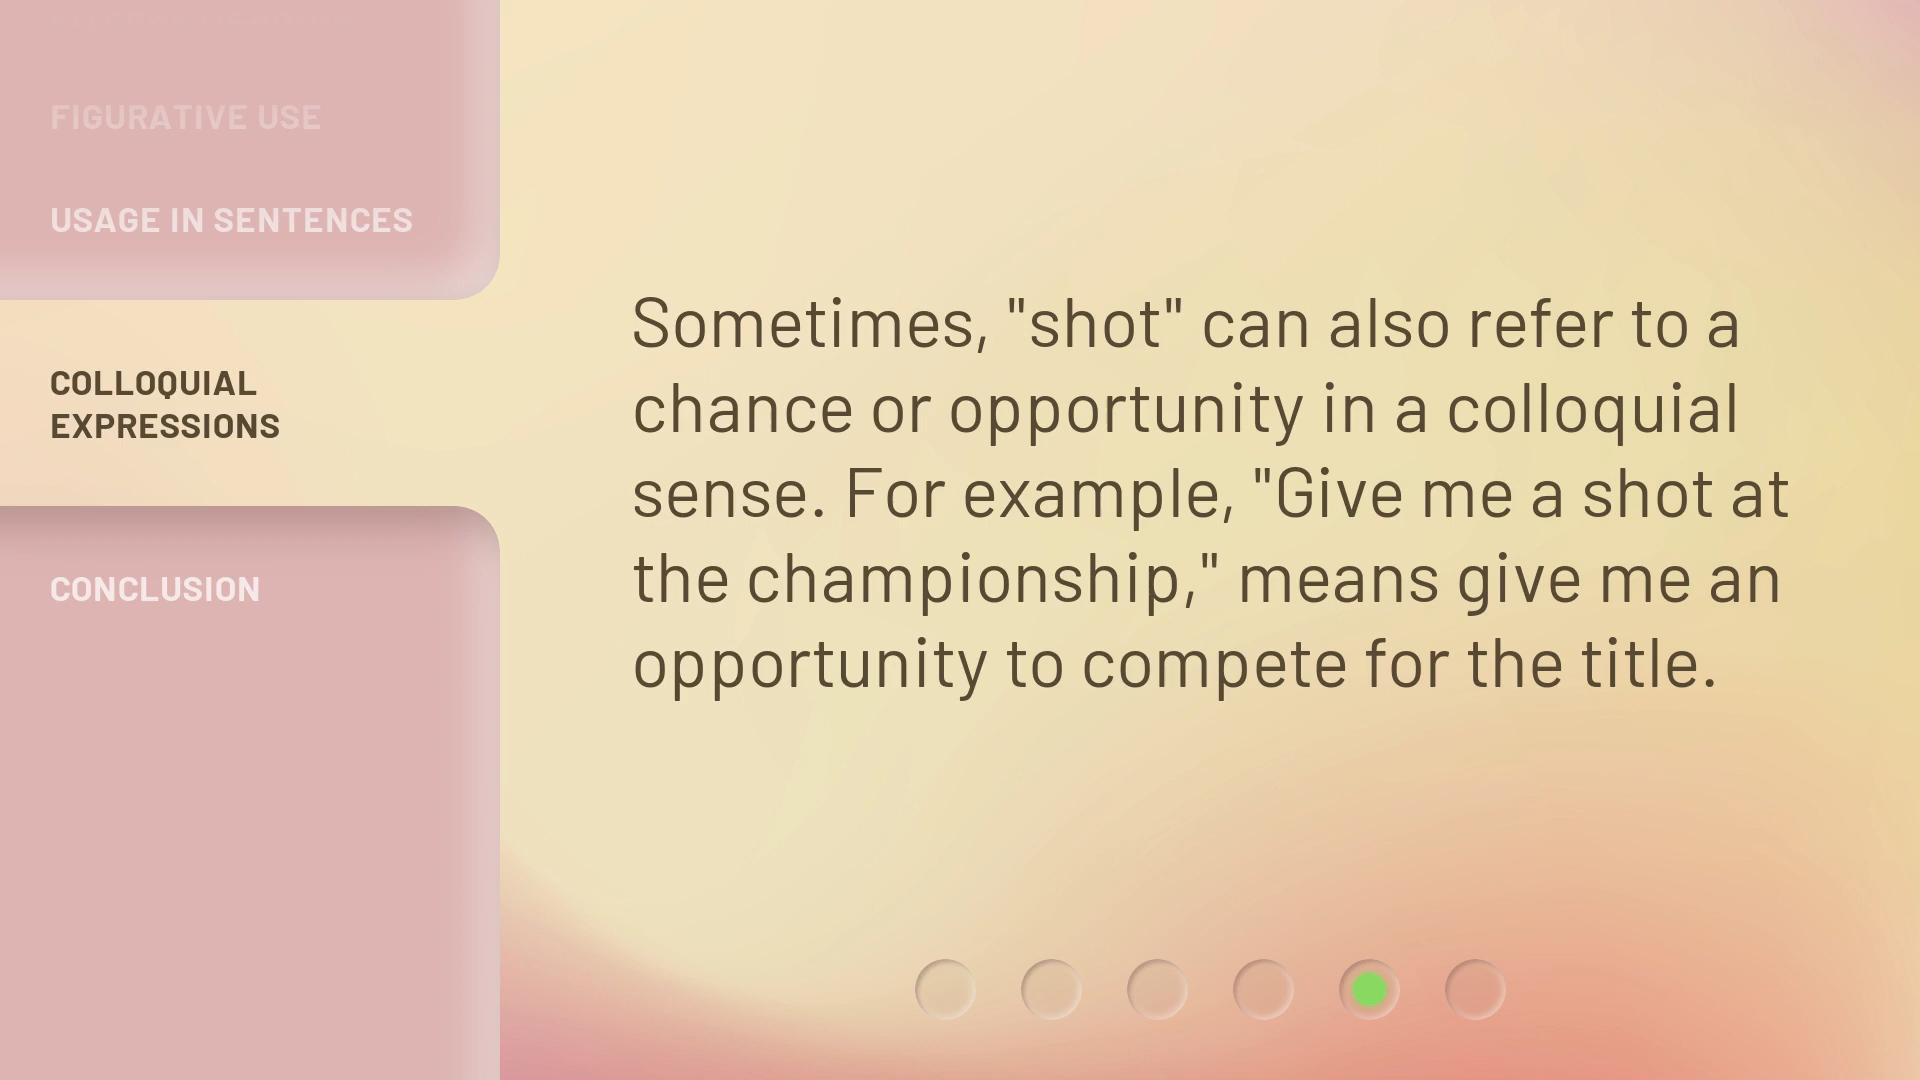 FIGURATIVE USE
USAGE IN SENTENCES
COLLOQUIAL
EXPRESSIONS
CONCLUSION
Sometimes, "shot" can also refer to a
chance or opportunity in a colloquial
sense. For example, "Give me a shot at
the championship," means give me an
opportunity to compete for the title.